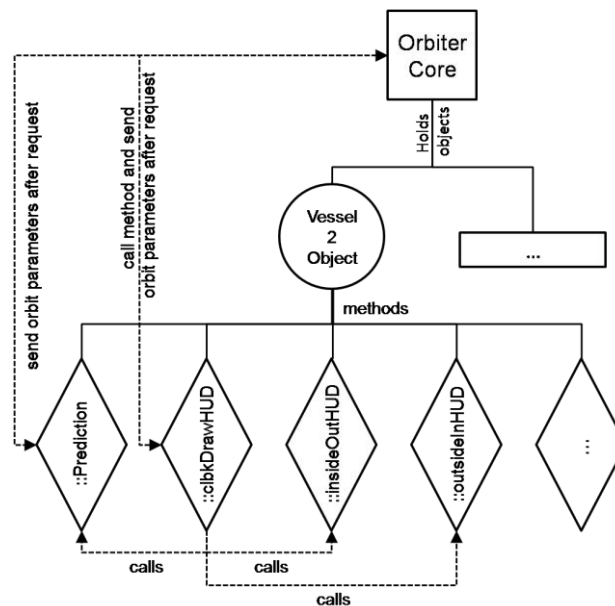 Orbiter
Core
Holds
objects
send orbit parameters after request
call method and send
orbit parameters after request
Vessel
2
Object
...
methods
::Prediction
::clbkDrawHUD
::insideOutHUD
::outsideInHUD
...
calls
calls
calls